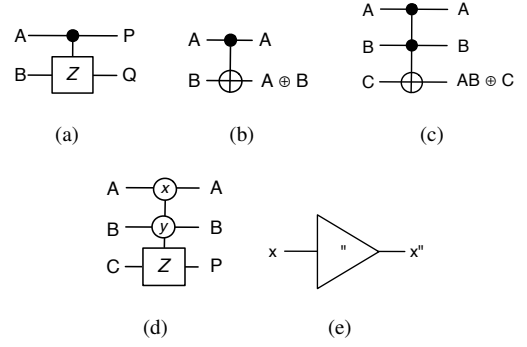 A P
B Z Q
(a)
A A
B A ⊕ B
(b)
A A
B B
C AB ⊕ C
(c)
A x A
B y B
C Z P
(d)
x " x"
(e)